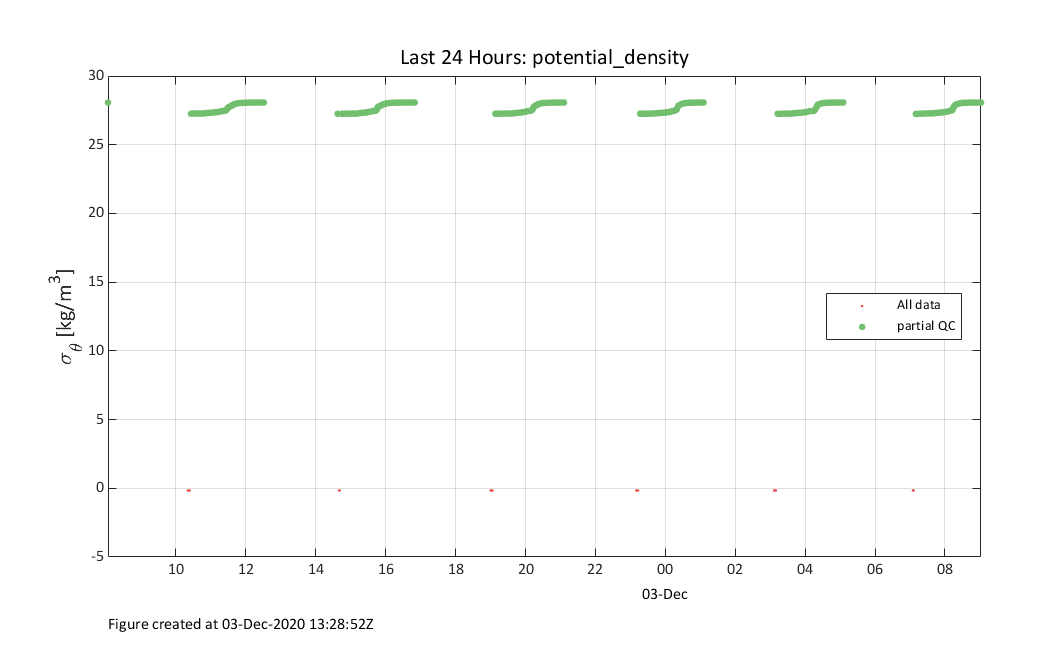 Last 24 Hours: potential_density
30
25
20
15
10
5
0
-5
σθ [kg/m3]
All data
partial QC
10 12 14 16 18 20 22 00 02 04 06 08
03-Dec
Figure created at 03-Dec-2020 13:28:52Z